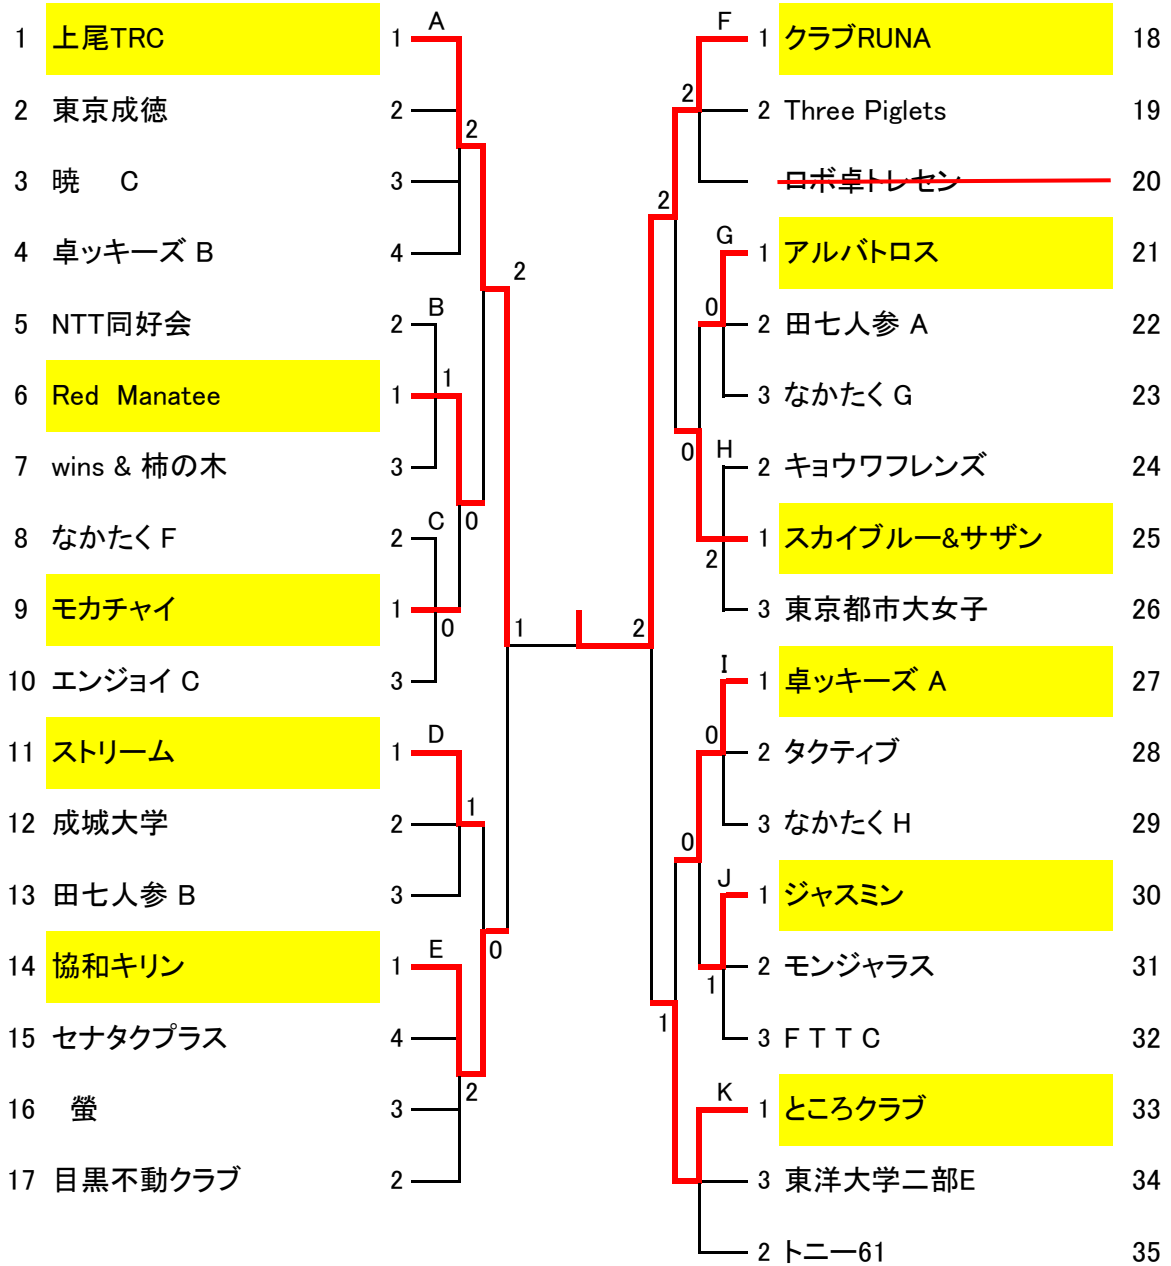 A
1 上尾TRC 1
2 東京成徳 2
2
3 暁 C 3
4 卓ッキーズ B 4
2
B
5 NTT同好会 2
1
6 Red Manatee 1
7 wins & 柿の木 3
0
C
8 なかたく F 2
9 モカチャイ 1
0
1
10 エンジョイ C 3
D
11 ストリーム 1
1
12 成城大学 2
13 田七人参 B 3
0
E
14 協和キリン 1
15 セナタクプラス 4
2
16 螢 3
17 目黒不動クラブ 2
F
1 クラブRUNA 18
2
2 Three Piglets 19
ロボ卓トレセン 20
2
G
1 アルバトロス 21
0
2 田七人参 A 22
3 なかたく G 23
0
H
2 キョウワフレンズ 24
1 スカイブルー&サザン 25
2
3 東京都市大女子 26
2
I
1 卓ッキーズ A 27
0
2 タクティブ 28
3 なかたく H 29
0
J
1 ジャスミン 30
2 モンジャラス 31
1
1
3 F T T C 32
K
1 ところクラブ 33
3 東洋大学二部E 34
2 トニー61 35